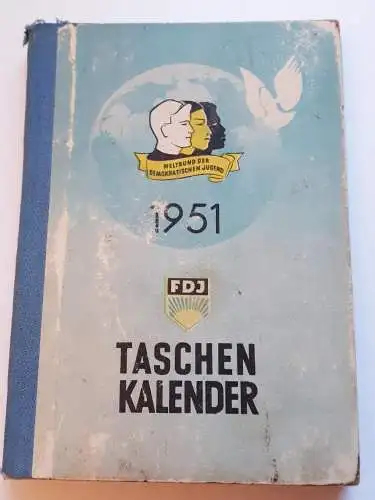 WELTBUND DER
DEMOKRATISCHEN JUGEND
1951
FDJ
TASCHEN
KALENDER